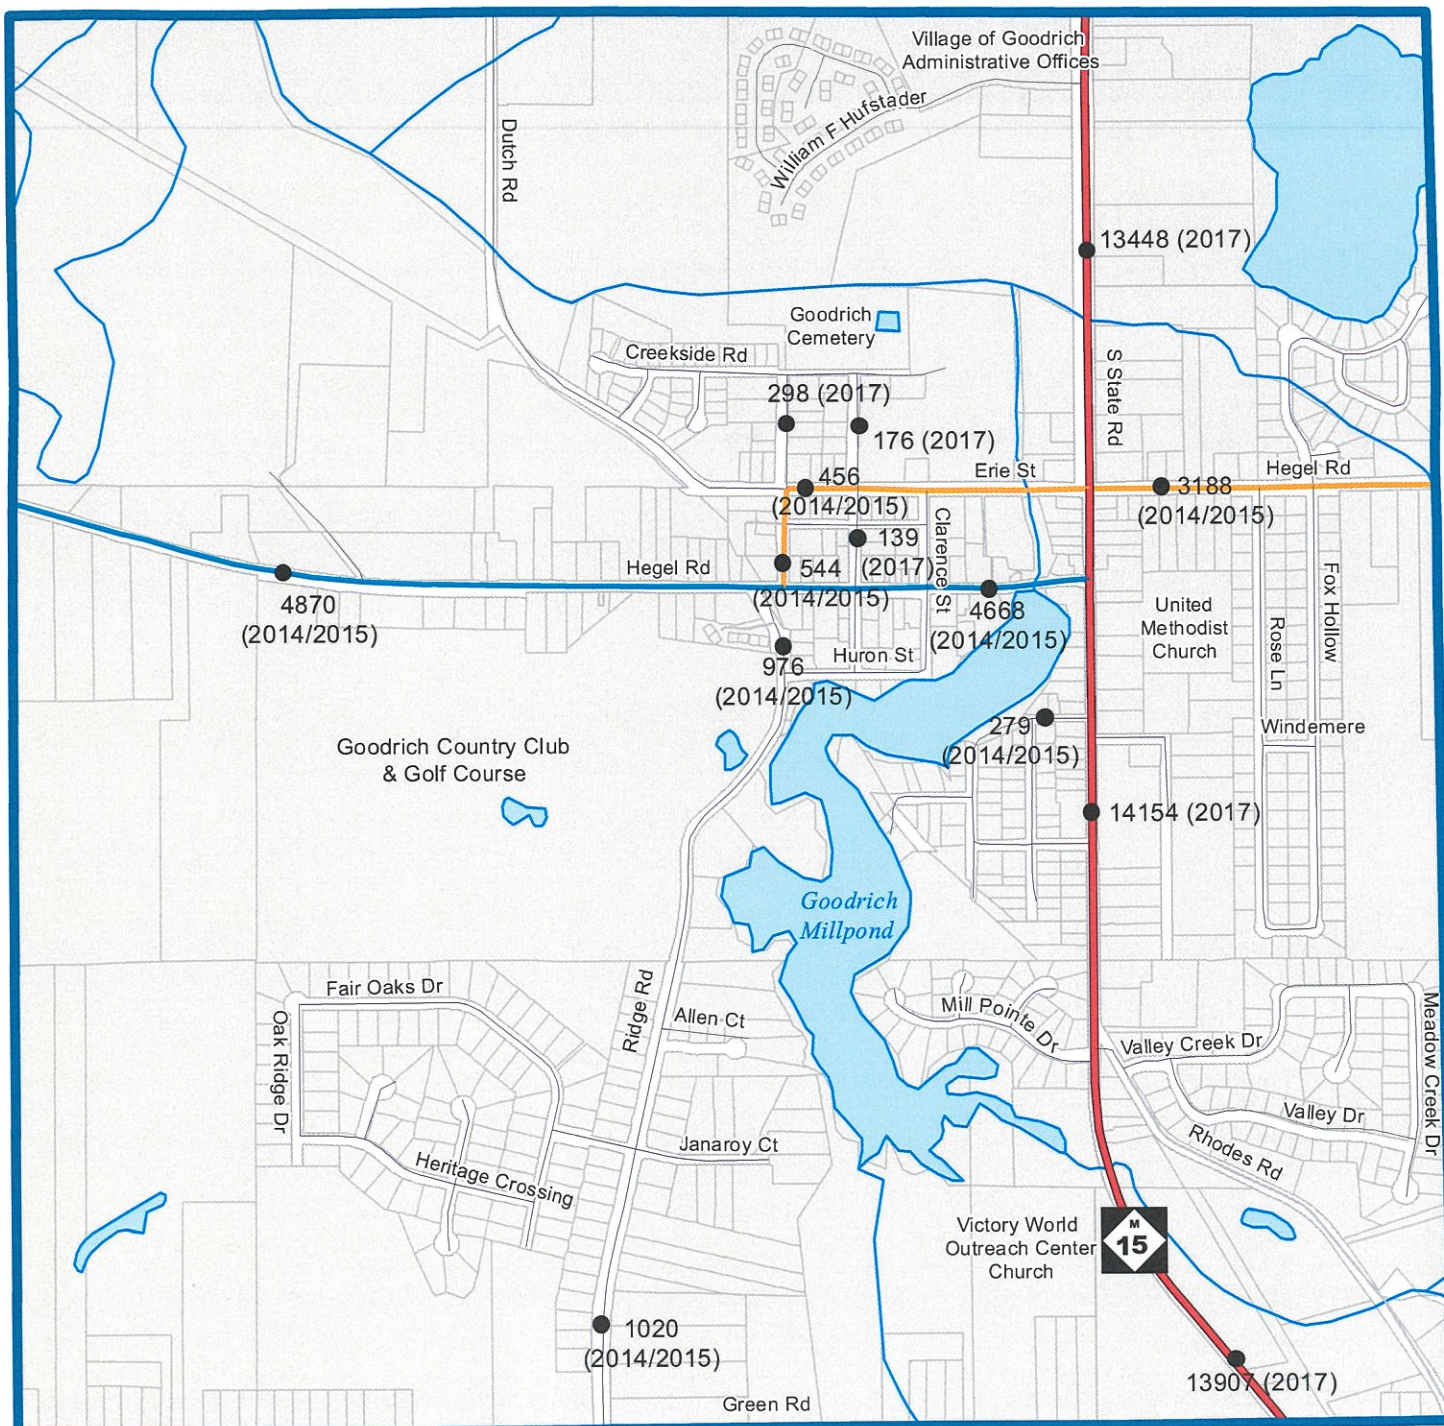 Village of Goodrich
Administrative Offices
William F Hufstader
Dutch Rd
13448 (2017)
Goodrich
Cemetery
Creekside Rd
S State Rd
298 (2017)
176 (2017)
Erie St
Hegel Rd
456
(2014/2015)
3188
(2014/2015)
Clarence St
139
(2017)
Hegel Rd
544
(2014/2015)
4870
(2014/2015)
4668
(2014/2015)
United
Methodist
Church
Rose Ln
Fox Hollow
Huron St
976
(2014/2015)
279
(2014/2015)
Windemere
Goodrich Country Club
& Golf Course
14154 (2017)
Goodrich
Millpond
Fair Oaks Dr
Oak Ridge Dr
Ridge Rd
Allen Ct
Mill Pointe Dr
Valley Creek Dr
Meadow Creek Dr
Valley Dr
Rhodes Rd
Janaroy Ct
Heritage Crossing
Victory World
Outreach Center
Church
M
15
1020
(2014/2015)
13907 (2017)
Green Rd